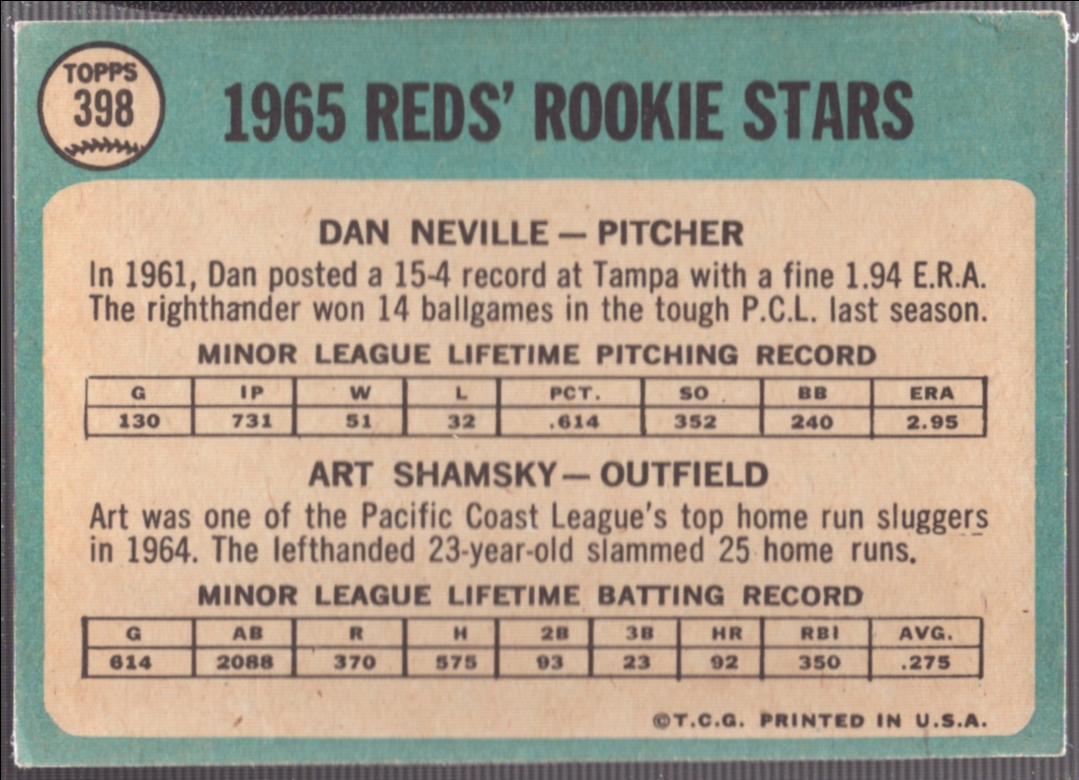 TOPPS
398
1965 REDS' ROOKIE STARS
DAN NEVILLE — PITCHER
In 1961, Dan posted a 15-4 record at Tampa with a fine 1.94 E.R.A.
The righthander won 14 ballgames in the tough P.C.L. last season.
MINOR LEAGUE LIFETIME PITCHING RECORD
G IP W L PCT. SO BB ERA
130 731 51 32 .614 352 240 2.95
ART SHAMSKY — OUTFIELD
Art was one of the Pacific Coast League's top home run sluggers
in 1964. The lefthanded 23-year-old slammed 25 home runs.
MINOR LEAGUE LIFETIME BATTING RECORD
G AB R H 2B 3B HR RBI AVG.
614 2088 370 575 93 23 92 350 .275
©T.C.G. PRINTED IN U.S.A.